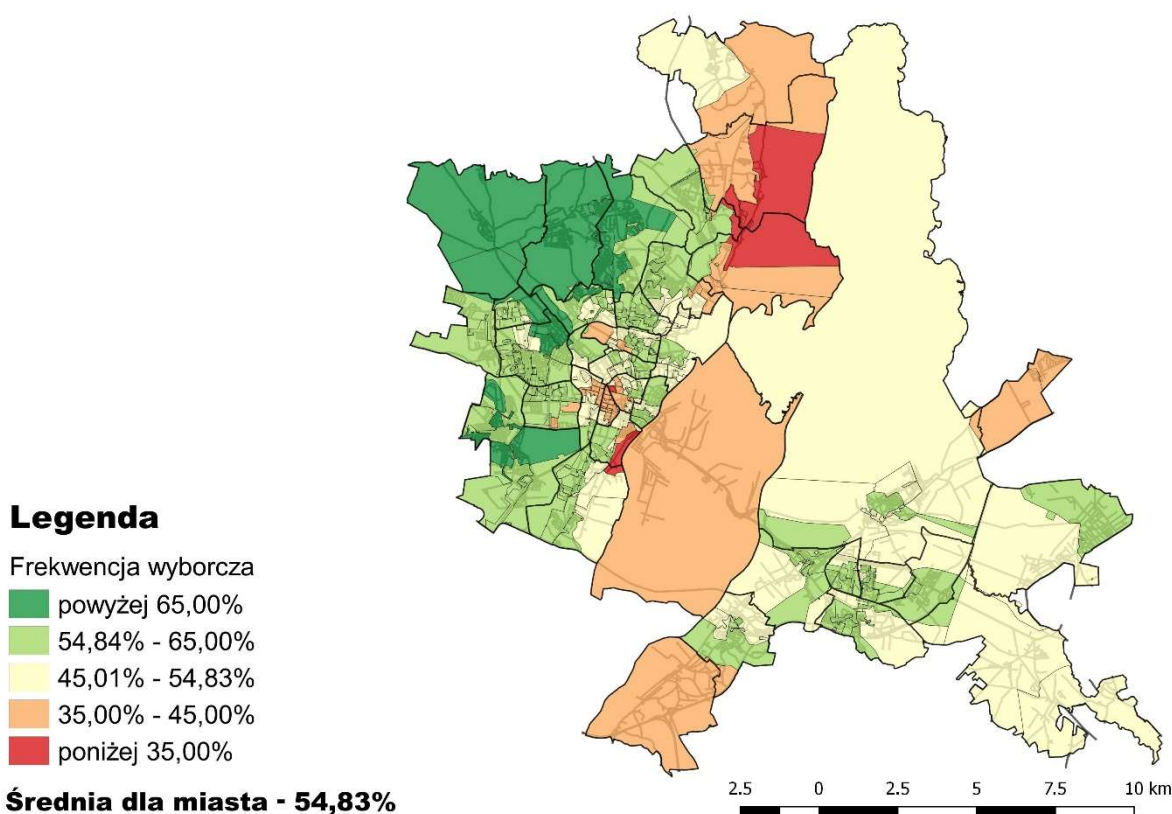 Legenda
Frekwencja wyborcza
powyżej 65,00%
54,84% - 65,00%
45,01% - 54,83%
35,00% - 45,00%
poniżej 35,00%
Średnia dla miasta - 54,83%
2.5 0 2.5 5 7.5 10 km